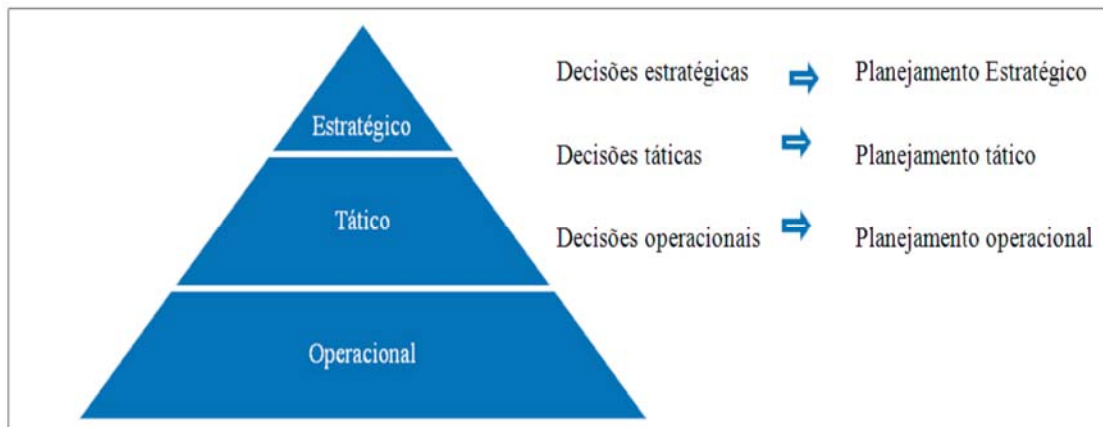 Estratégico
Tático
Operacional
Decisões estratégicas
Planejamento Estratégico
Decisões táticas
Planejamento tático
Decisões operacionais
Planejamento operacional